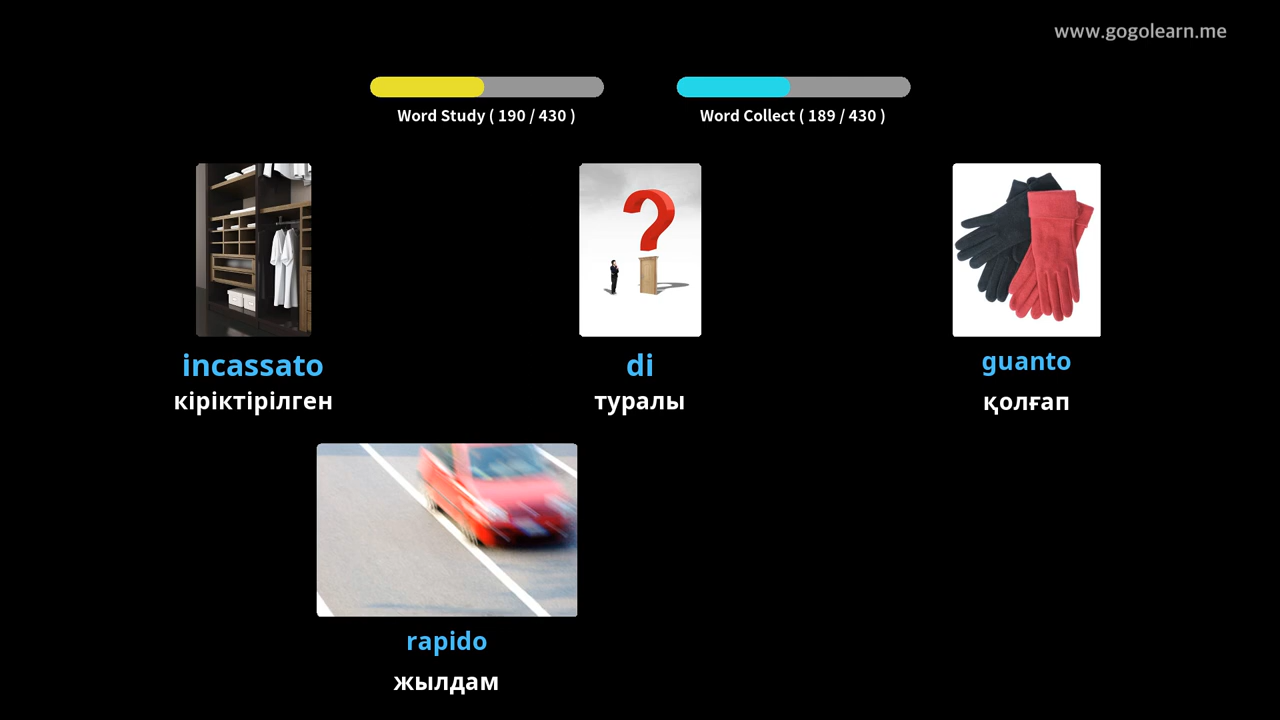 www.gogolearn.me
Word Study ( 190 / 430 )
Word Collect ( 189 / 430 )
incassato
кіріктірілген
di
туралы
guanto
қолғап
rapido
жылдам